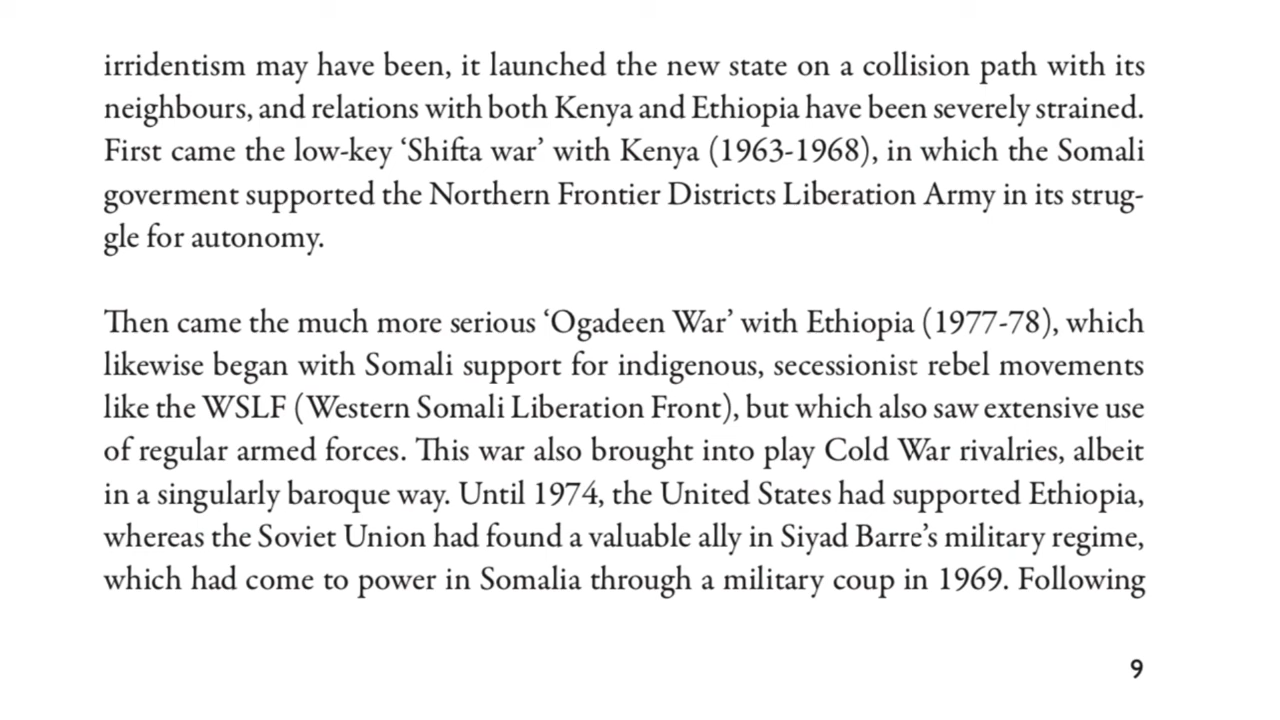 irridentism may have been, it launched the new state on a collision path with its
neighbours, and relations with both Kenya and Ethiopia have been severely strained.
First came the low-key ‘Shifta war’ with Kenya (1963-1968), in which the Somali
goverment supported the Northern Frontier Districts Liberation Army in its strug-
gle for autonomy.
Then came the much more serious ‘Ogadeen War’ with Ethiopia (1977-78), which
likewise began with Somali support for indigenous, secessionist rebel movements
like the WSLF (Western Somali Liberation Front), but which also saw extensive use
of regular armed forces. This war also brought into play Cold War rivalries, albeit
in a singularly baroque way. Until 1974, the United States had supported Ethiopia,
whereas the Soviet Union had found a valuable ally in Siyad Barre’s military regime,
which had come to power in Somalia through a military coup in 1969. Following
9